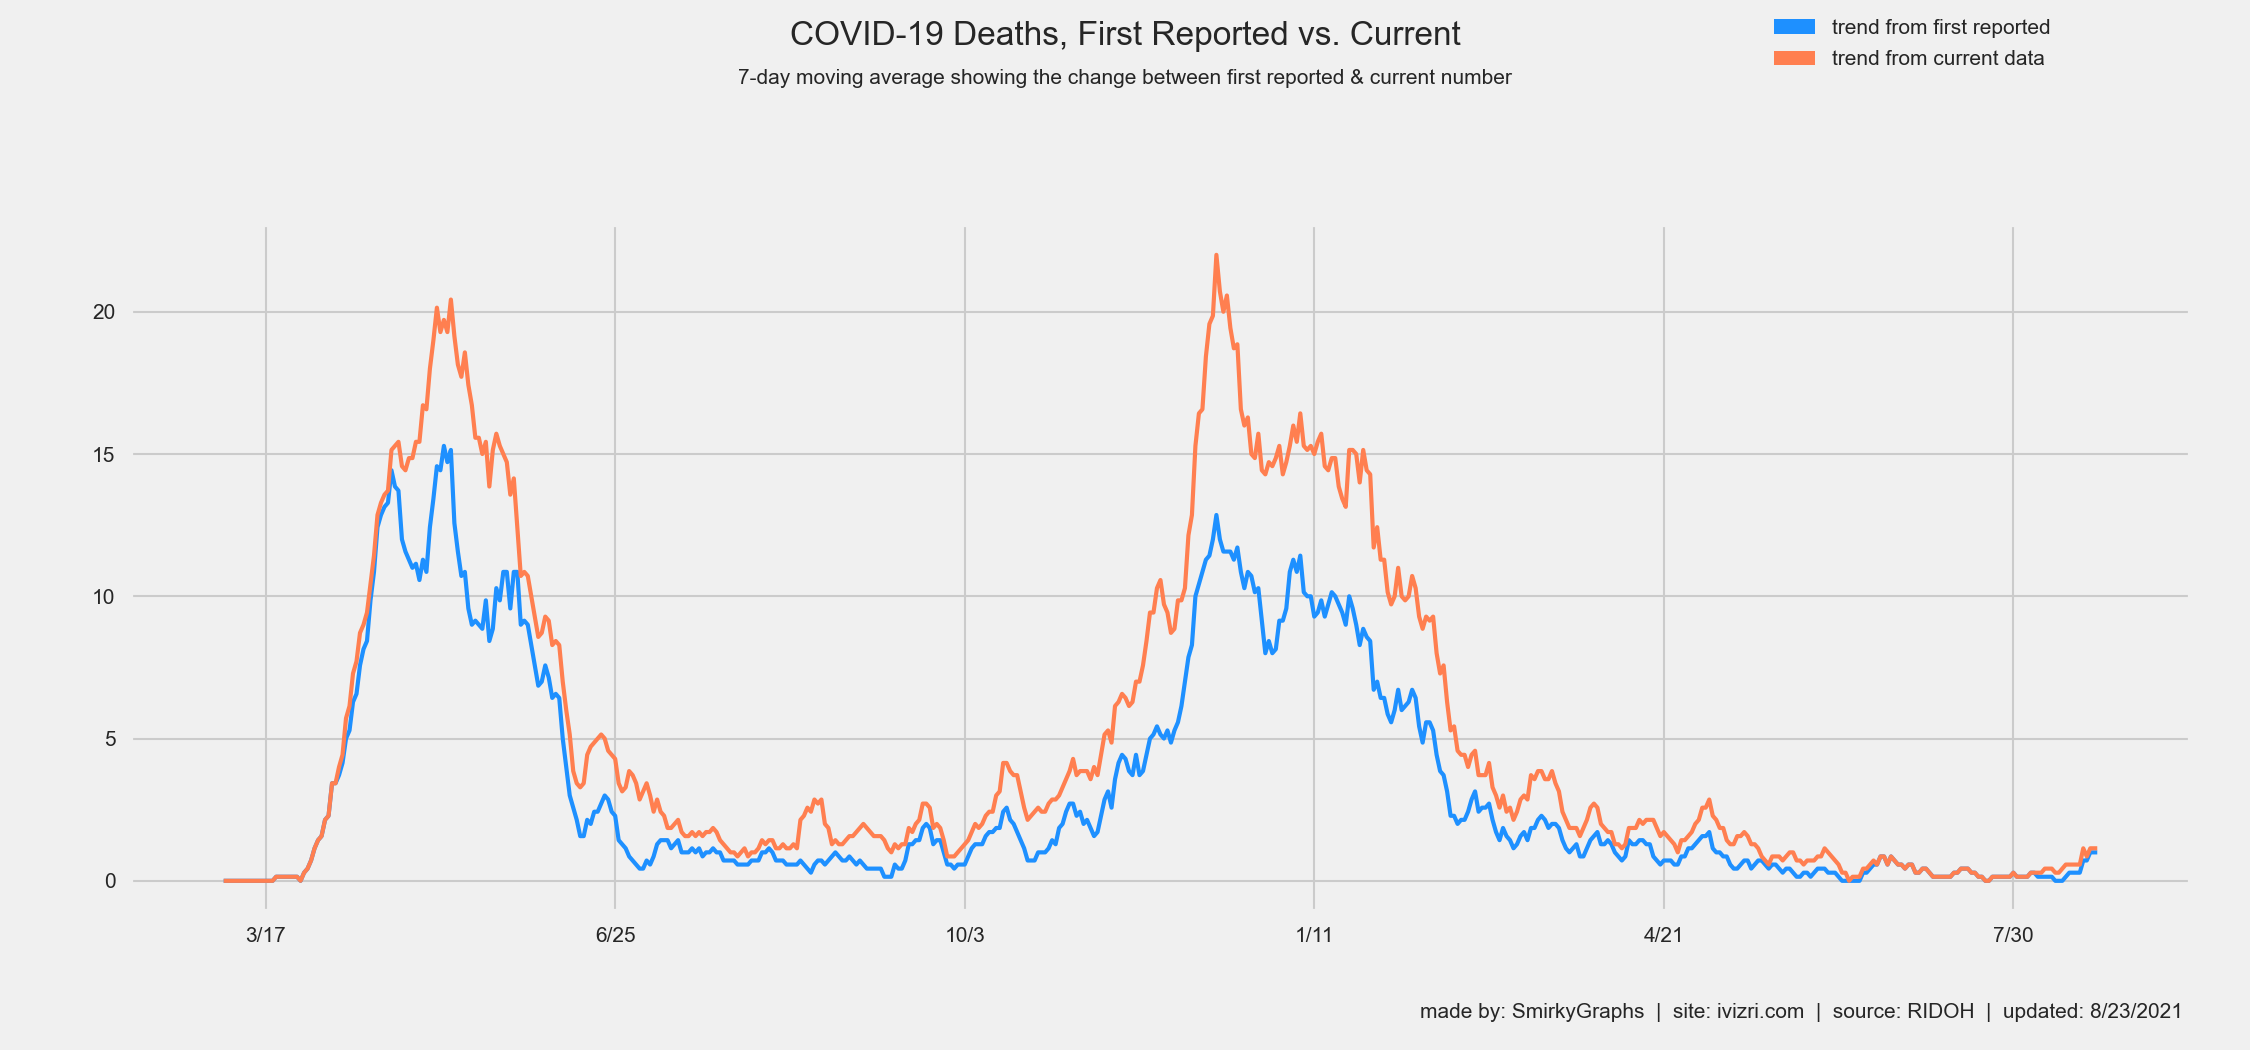 COVID-19 Deaths, First Reported vs. Current
7-day moving average showing the change between first reported & current number
trend from first reported
trend from current data
20
15
10
5
0
3/17 6/25 10/3 1/11 4/21 7/30
made by: SmirkyGraphs | site: ivizri.com | source: RIDOH | updated: 8/23/2021